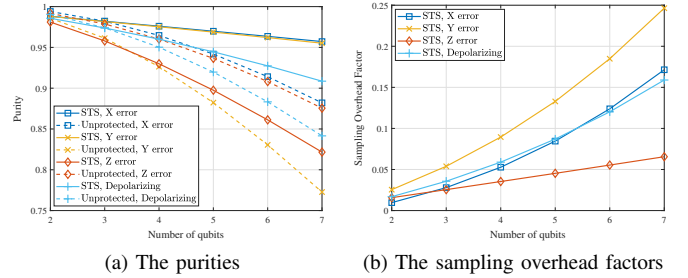 1
0.95
0.9
0.85
0.8
0.75
Purity
STS, X error
Unprotected, X error
STS, Y error
Unprotected, Y error
STS, Z error
Unprotected, Z error
STS, Depolarizing
Unprotected, Depolarizing
2 3 4 5 6 7
Number of qubits
(a) The purities
0.25
0.2
0.15
0.1
0.05
0
Sampling Overhead Factor
STS, X error
STS, Y error
STS, Z error
STS, Depolarizing
2 3 4 5 6 7
Number of qubits
(b) The sampling overhead factors